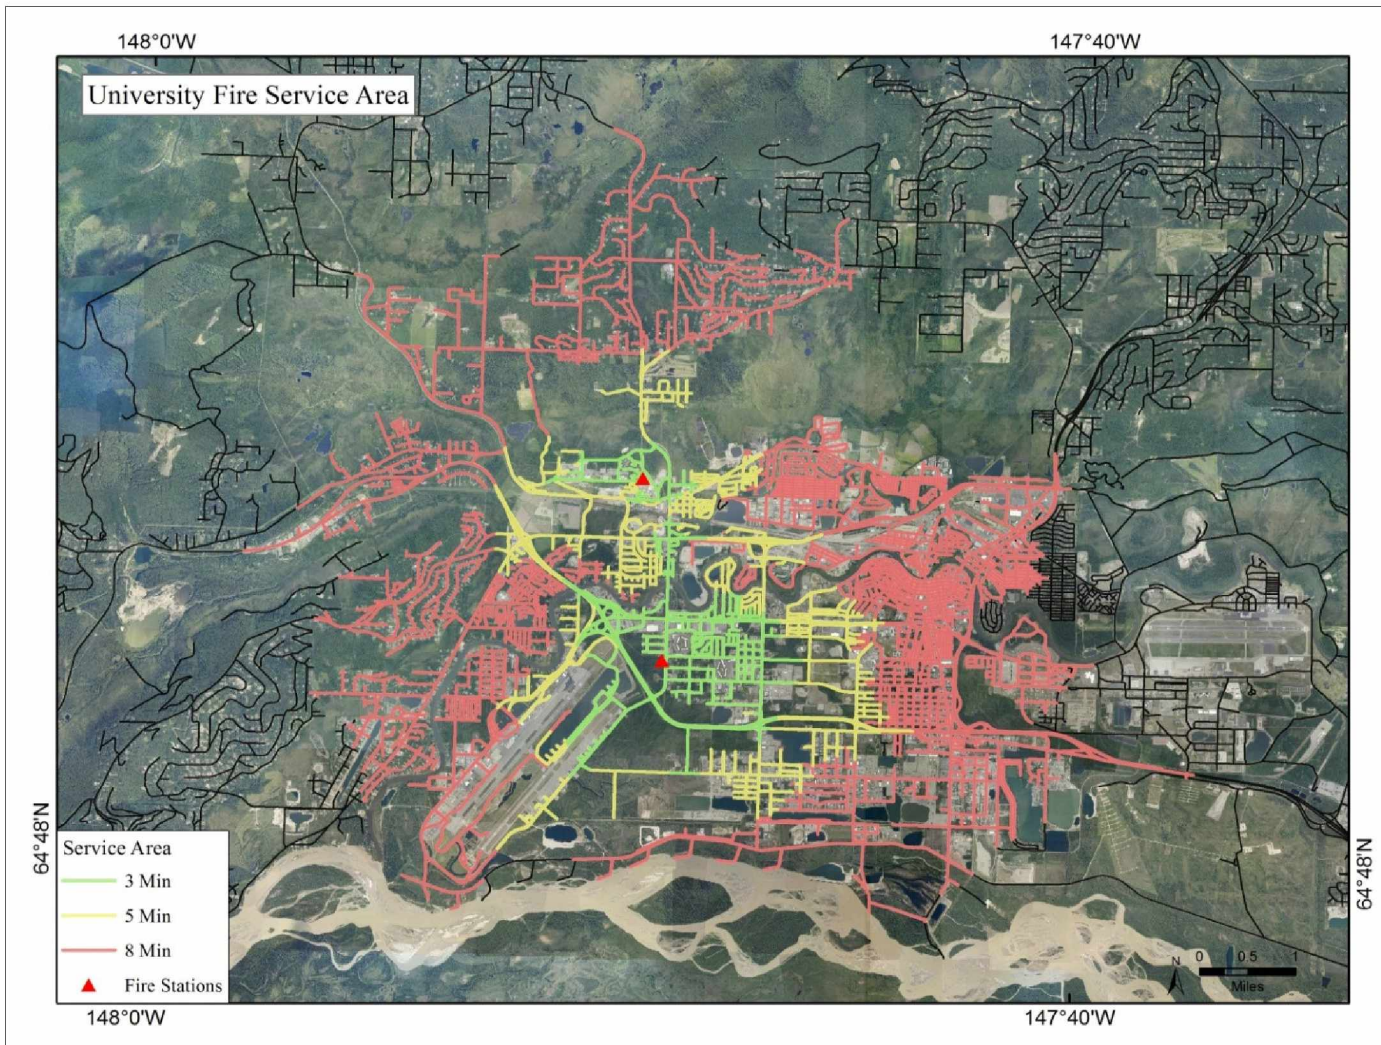 148°0'W
147°40'W
University Fire Service Area
64°48'N
64°48'N
Service Area
3 Min
5 Min
8 Min
Fire Stations
N
0 0.5 1
Miles
148°0'W
147°40'W